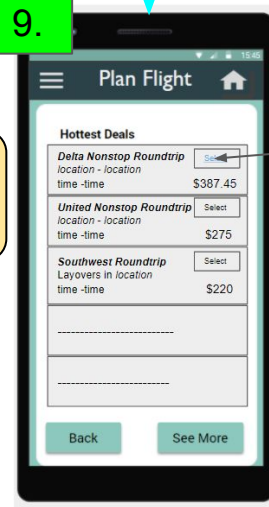 9.
15:45
Plan Flight
Hottest Deals
Delta Nonstop Roundtrip
location - location
time -time
$387.45
United Nonstop Roundtrip Select
location - location
time -time
$275
Southwest Roundtrip Select
Layovers in location
time -time
$220
--------------------------
-------------------------
Back See More